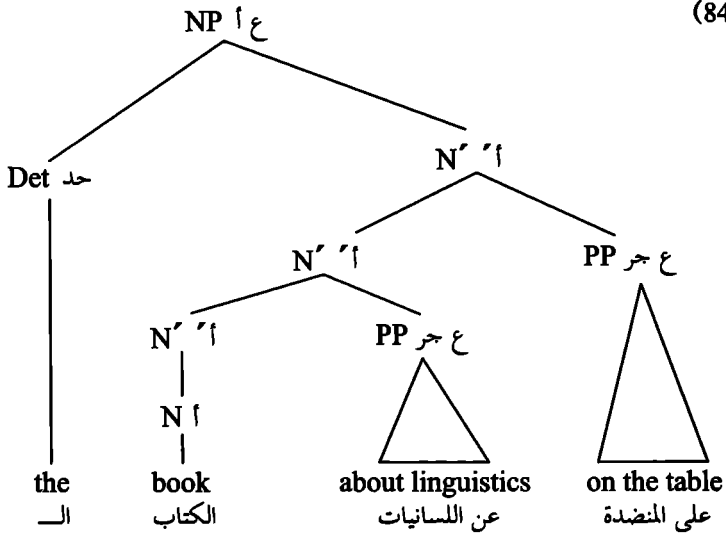 (84
NP ع أ
Det حد
N´ أ´
N´ أ´
PP ع جر
N´ أ´
PP ع جر
N أ
the book about linguistics on the table
الـــ الكتاب عن اللسانيات على المنضدة